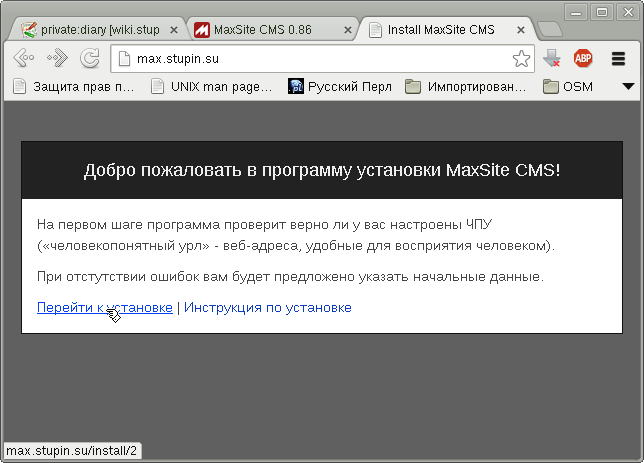 private:diary [wiki.stup
MaxSite CMS 0.86
Install MaxSite CMS
max.stupin.su
ABP
Защита прав п...
UNIX man page...
Русский Перл
Импортирован...
OSM
Добро пожаловать в программу установки MaxSite CMS!
На первом шаге программа проверит верно ли у вас настроены ЧПУ
(«человекопонятный урл» - веб-адреса, удобные для восприятия человеком).
При отстутствии ошибок вам будет предложено указать начальные данные.
Перейти к установке | Инструкция по установке
max.stupin.su/install/2